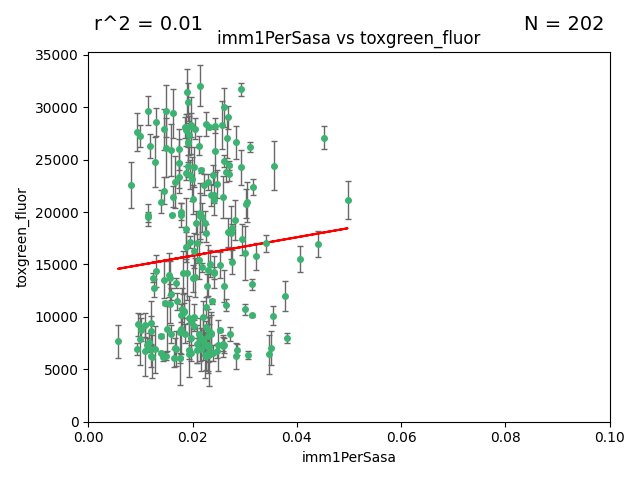 r^2 = 0.01
N = 202
imm1PerSasa vs toxgreen_fluor
35000
30000
25000
20000
15000
10000
5000
0
toxgreen_fluor
0.00 0.02 0.04 0.06 0.08 0.10
imm1PerSasa